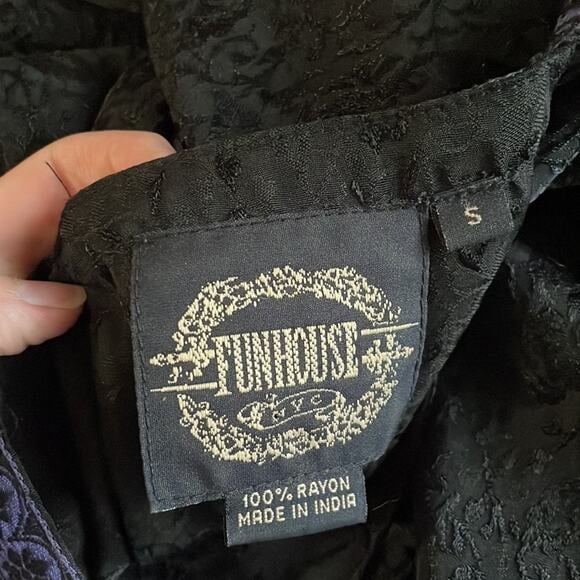 S
FUNHOUSE
NYC
100% RAYON
MADE IN INDIA